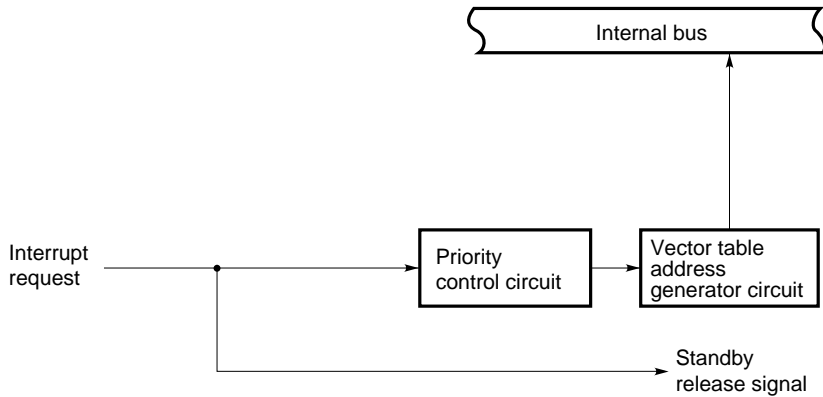 Internal bus
Interrupt
request
Priority
control circuit
Vector table
address
generator circuit
Standby
release signal